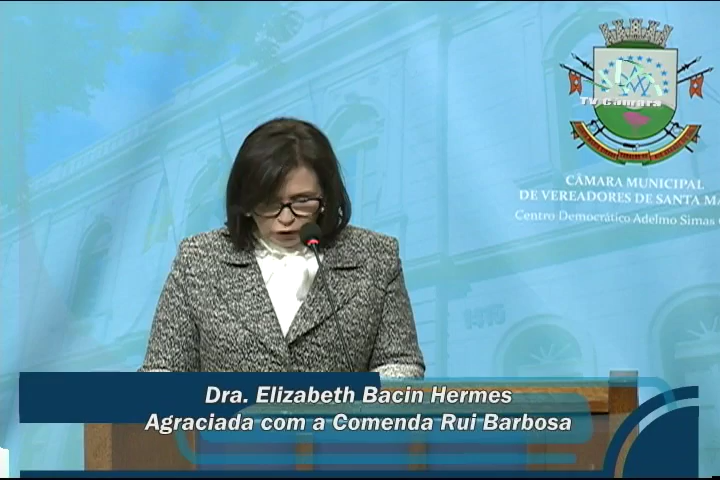 TV Câmara
CÂMARA MUNICIPAL
DE VEREADORES DE SANTA MA
Centro Democrático Adelmo Simas
Dra. Elizabeth Bacin Hermes
Agraciada com a Comenda Rui Barbosa